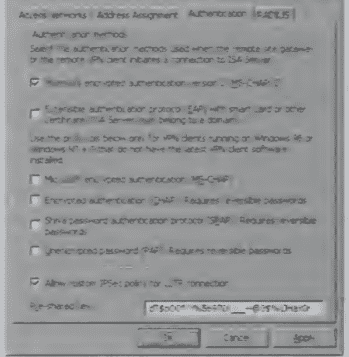 Access Networks | Address Assignment | Authentication | RADIUS
Authentication methods
Select the authentication methods used when the remote site gateway
or the remote VPN client initiates a connection to ISA Server.
Microsoft encrypted authentication version 2 (MS-CHAPv2)
Extensible authentication protocol (EAP) with smart card or other
certificate (ISA Server must belong to a domain)
Use the protocols below only for VPN clients running on Windows 98 or
Windows NT 4.0 that do not have the latest VPN client software
installed.
Microsoft encrypted authentication (MS-CHAP)
Encrypted authentication (CHAP). Requires reversible passwords
Shiva password authentication protocol (SPAP). Requires reversible
passwords
Unencrypted password (PAP). Requires reversible passwords
Allow custom IPSec policy for L2TP connection
Pre-shared key:
OK Cancel Apply